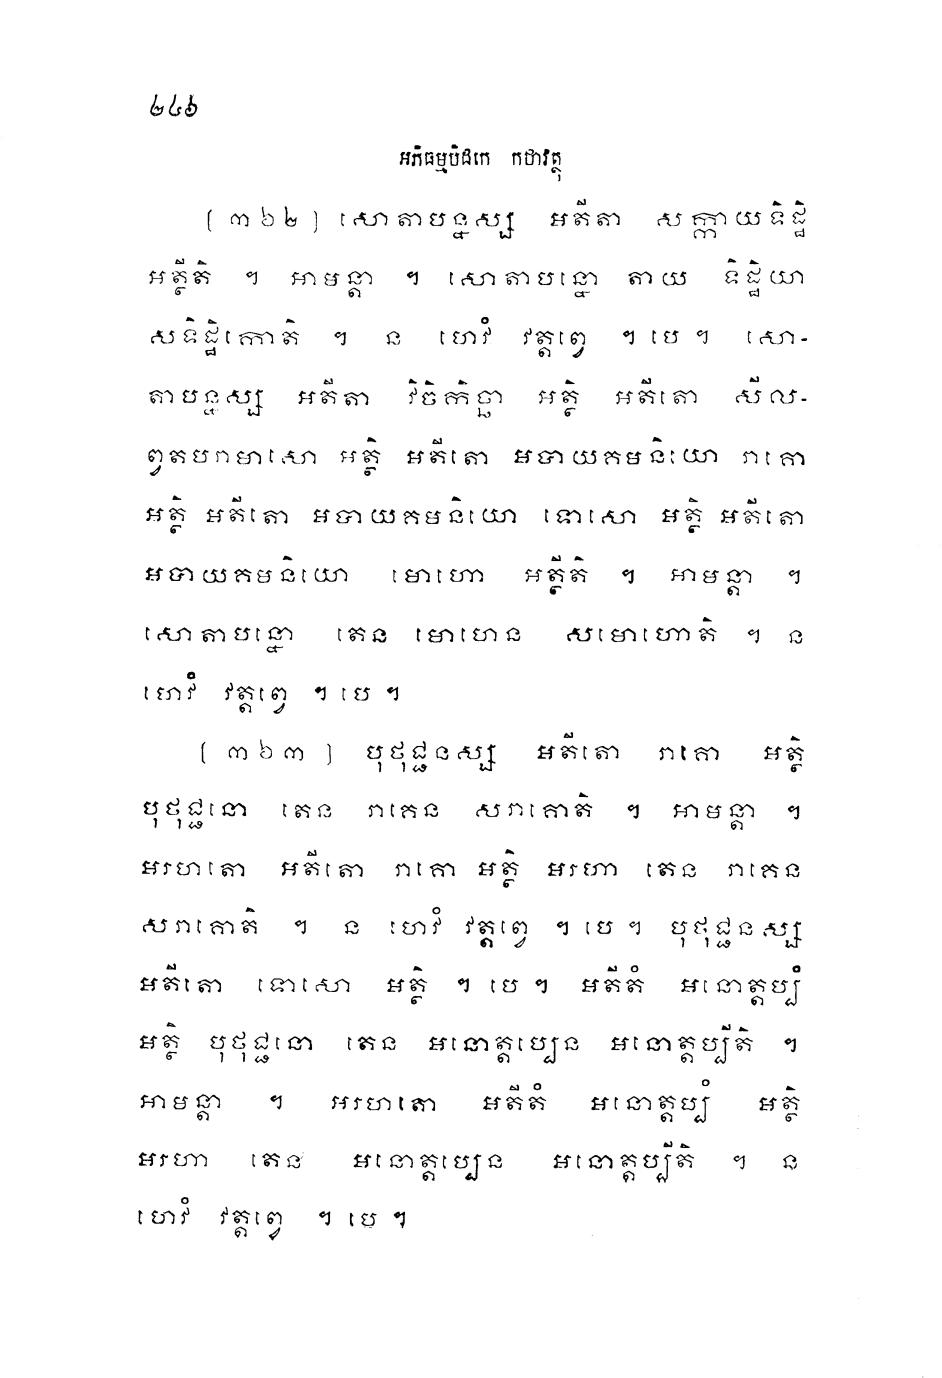 ២៤៦
អភិធម្មបិដកេ កថាវត្ថុ
[ ៣៦២ ] សោតាបន្នស្ស អតីតា សក្កាយទិដ្ឋិ
អត្ថីតិ ។ អាមន្តា ។ សោតាបន្នោ តាយ ទិដ្ឋិយា
សទិដ្ឋិកោតិ ។ ន ហេវំ វត្តព្វេ ។ បេ ។ សោ-
តាបន្នស្ស អតីតា វិចិកិច្ឆា អត្ថិ អតីតោ សីល-
ព្វតបរាមាសោ អត្ថិ អតីតោ អបាយគមនិយោ រាគោ
អត្ថិ អតីតោ អបាយគមនិយោ ទោសោ អត្ថិ អតីតោ
អបាយគមនិយោ មោហោ អត្ថីតិ ។ អាមន្តា ។
សោតាបន្នោ តេន មោហេន សមោហោតិ ។ ន
ហេវំ វត្តព្វេ ។ បេ ។
[ ៣៦៣ ] បុថុជ្ជនស្ស អតីតោ រាគោ អត្ថិ
បុថុជ្ជនោ តេន រាគេន សរាគោតិ ។ អាមន្តា ។
អរហតោ អតីតោ រាគោ អត្ថិ អរហា តេន រាគេន
សរាគោតិ ។ ន ហេវំ វត្តព្វេ ។ បេ ។ បុថុជ្ជនស្ស
អតីតោ ទោសោ អត្ថិ ។ បេ ។ អតីតំ អនោត្តប្បំ
អត្ថិ បុថុជ្ជនោ តេន អនោត្តប្បេន អនោត្តប្បីតិ ។
អាមន្តា ។ អរហតោ អតីតំ អនោត្តប្បំ អត្ថិ
អរហា តេន អនោត្តប្បេន អនោត្តប្បីតិ ។ ន
ហេវំ វត្តព្វេ ។ បេ ។